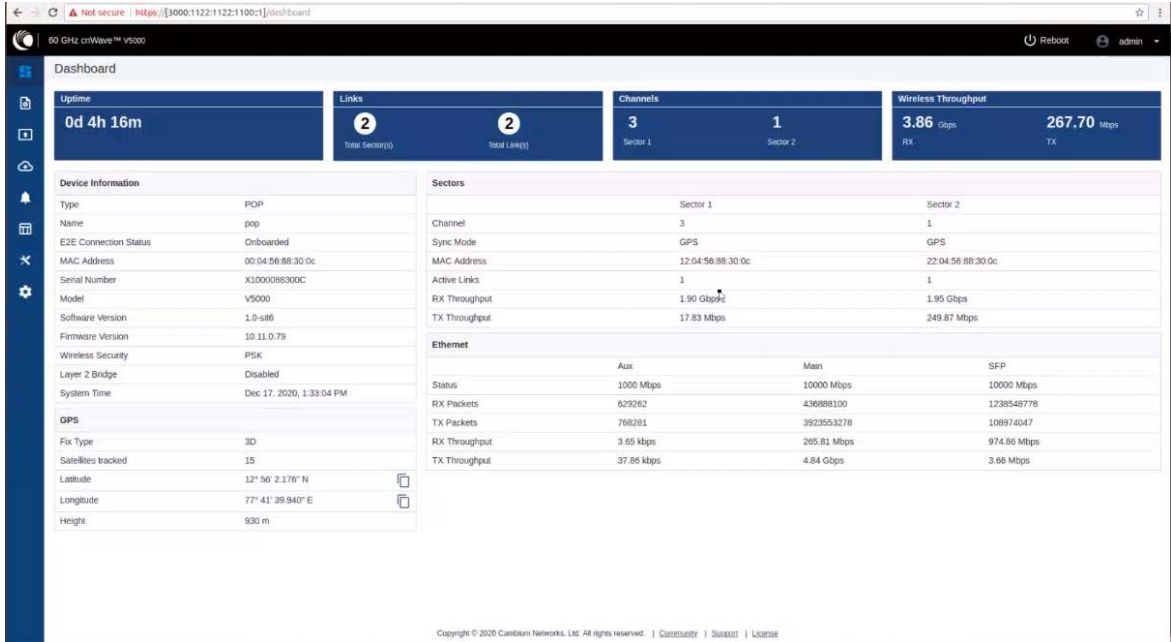 Not secure | https://[3000:1122:1122:1100::1]/dashboard
60 GHz cnWave™ V5000
Reboot
admin
Dashboard
Uptime
0d 4h 16m
Links
2
2
Total Sector(s)
Total Link(s)
Channels
3
1
Sector 1
Sector 2
Wireless Throughput
3.86 Gbps
267.70 Mbps
RX
TX
Device Information
Type POP
Name pop
E2E Connection Status Onboarded
MAC Address 00:04:56:88:30:0c
Serial Number X1000088300C
Model V5000
Software Version 1.0-sit6
Firmware Version 10.11.0.79
Wireless Security PSK
Layer 2 Bridge Disabled
System Time Dec 17, 2020, 1:33:04 PM
GPS
Fix Type 3D
Satellites tracked 15
Latitude 12° 56' 2.176" N
Longitude 77° 41' 39.940" E
Height 930 m
Sectors
Sector 1 Sector 2
Channel 3 1
Sync Mode GPS GPS
MAC Address 12:04:56:88:30:0c 22:04:56:88:30:0c
Active Links 1 1
RX Throughput 1.90 Gbps 1.95 Gbps
TX Throughput 17.83 Mbps 249.87 Mbps
Ethernet
Aux Main SFP
Status 1000 Mbps 10000 Mbps 10000 Mbps
RX Packets 629262 436888100 1238548778
TX Packets 768281 3923553278 108974047
RX Throughput 3.65 kbps 265.81 Mbps 974.86 Mbps
TX Throughput 37.86 kbps 4.84 Gbps 3.66 Mbps
Copyright © 2020 Cambium Networks, Ltd. All rights reserved. | Community | Support | License